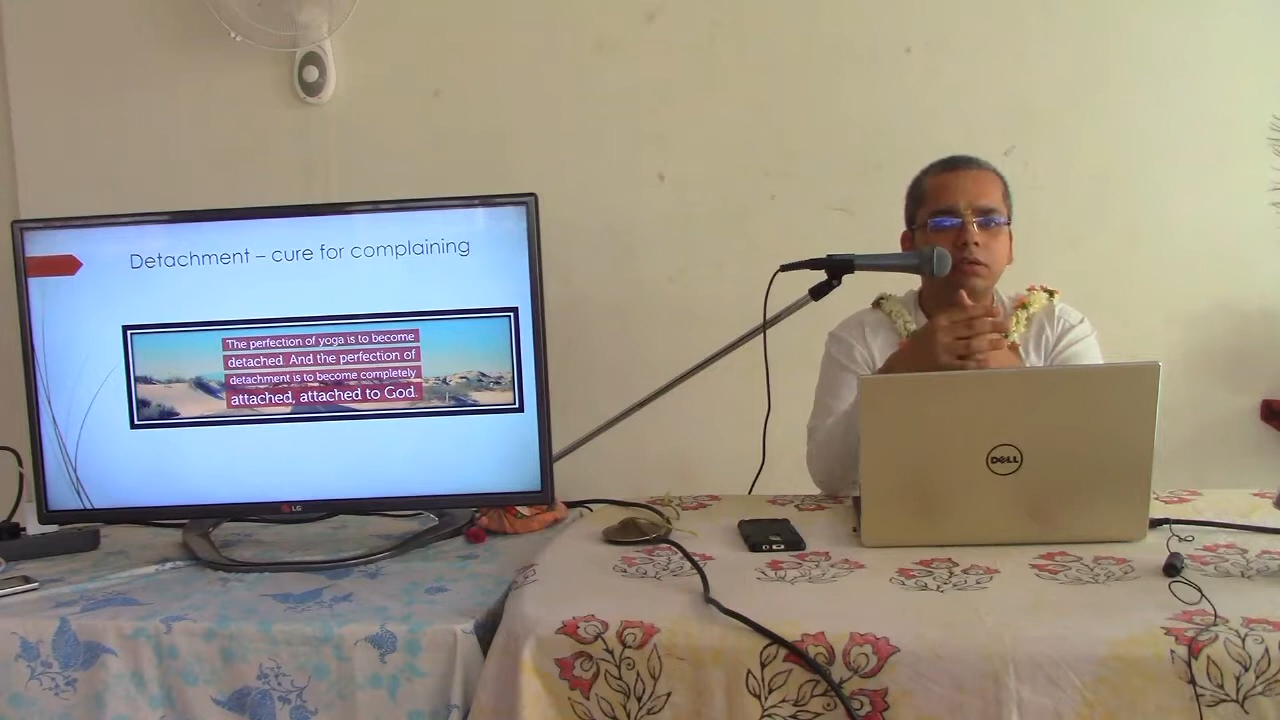 Detachment – cure for complaining
The perfection of yoga is to become
detached. And the perfection of
detachment is to become completely
attached, attached to God.
LG
DELL